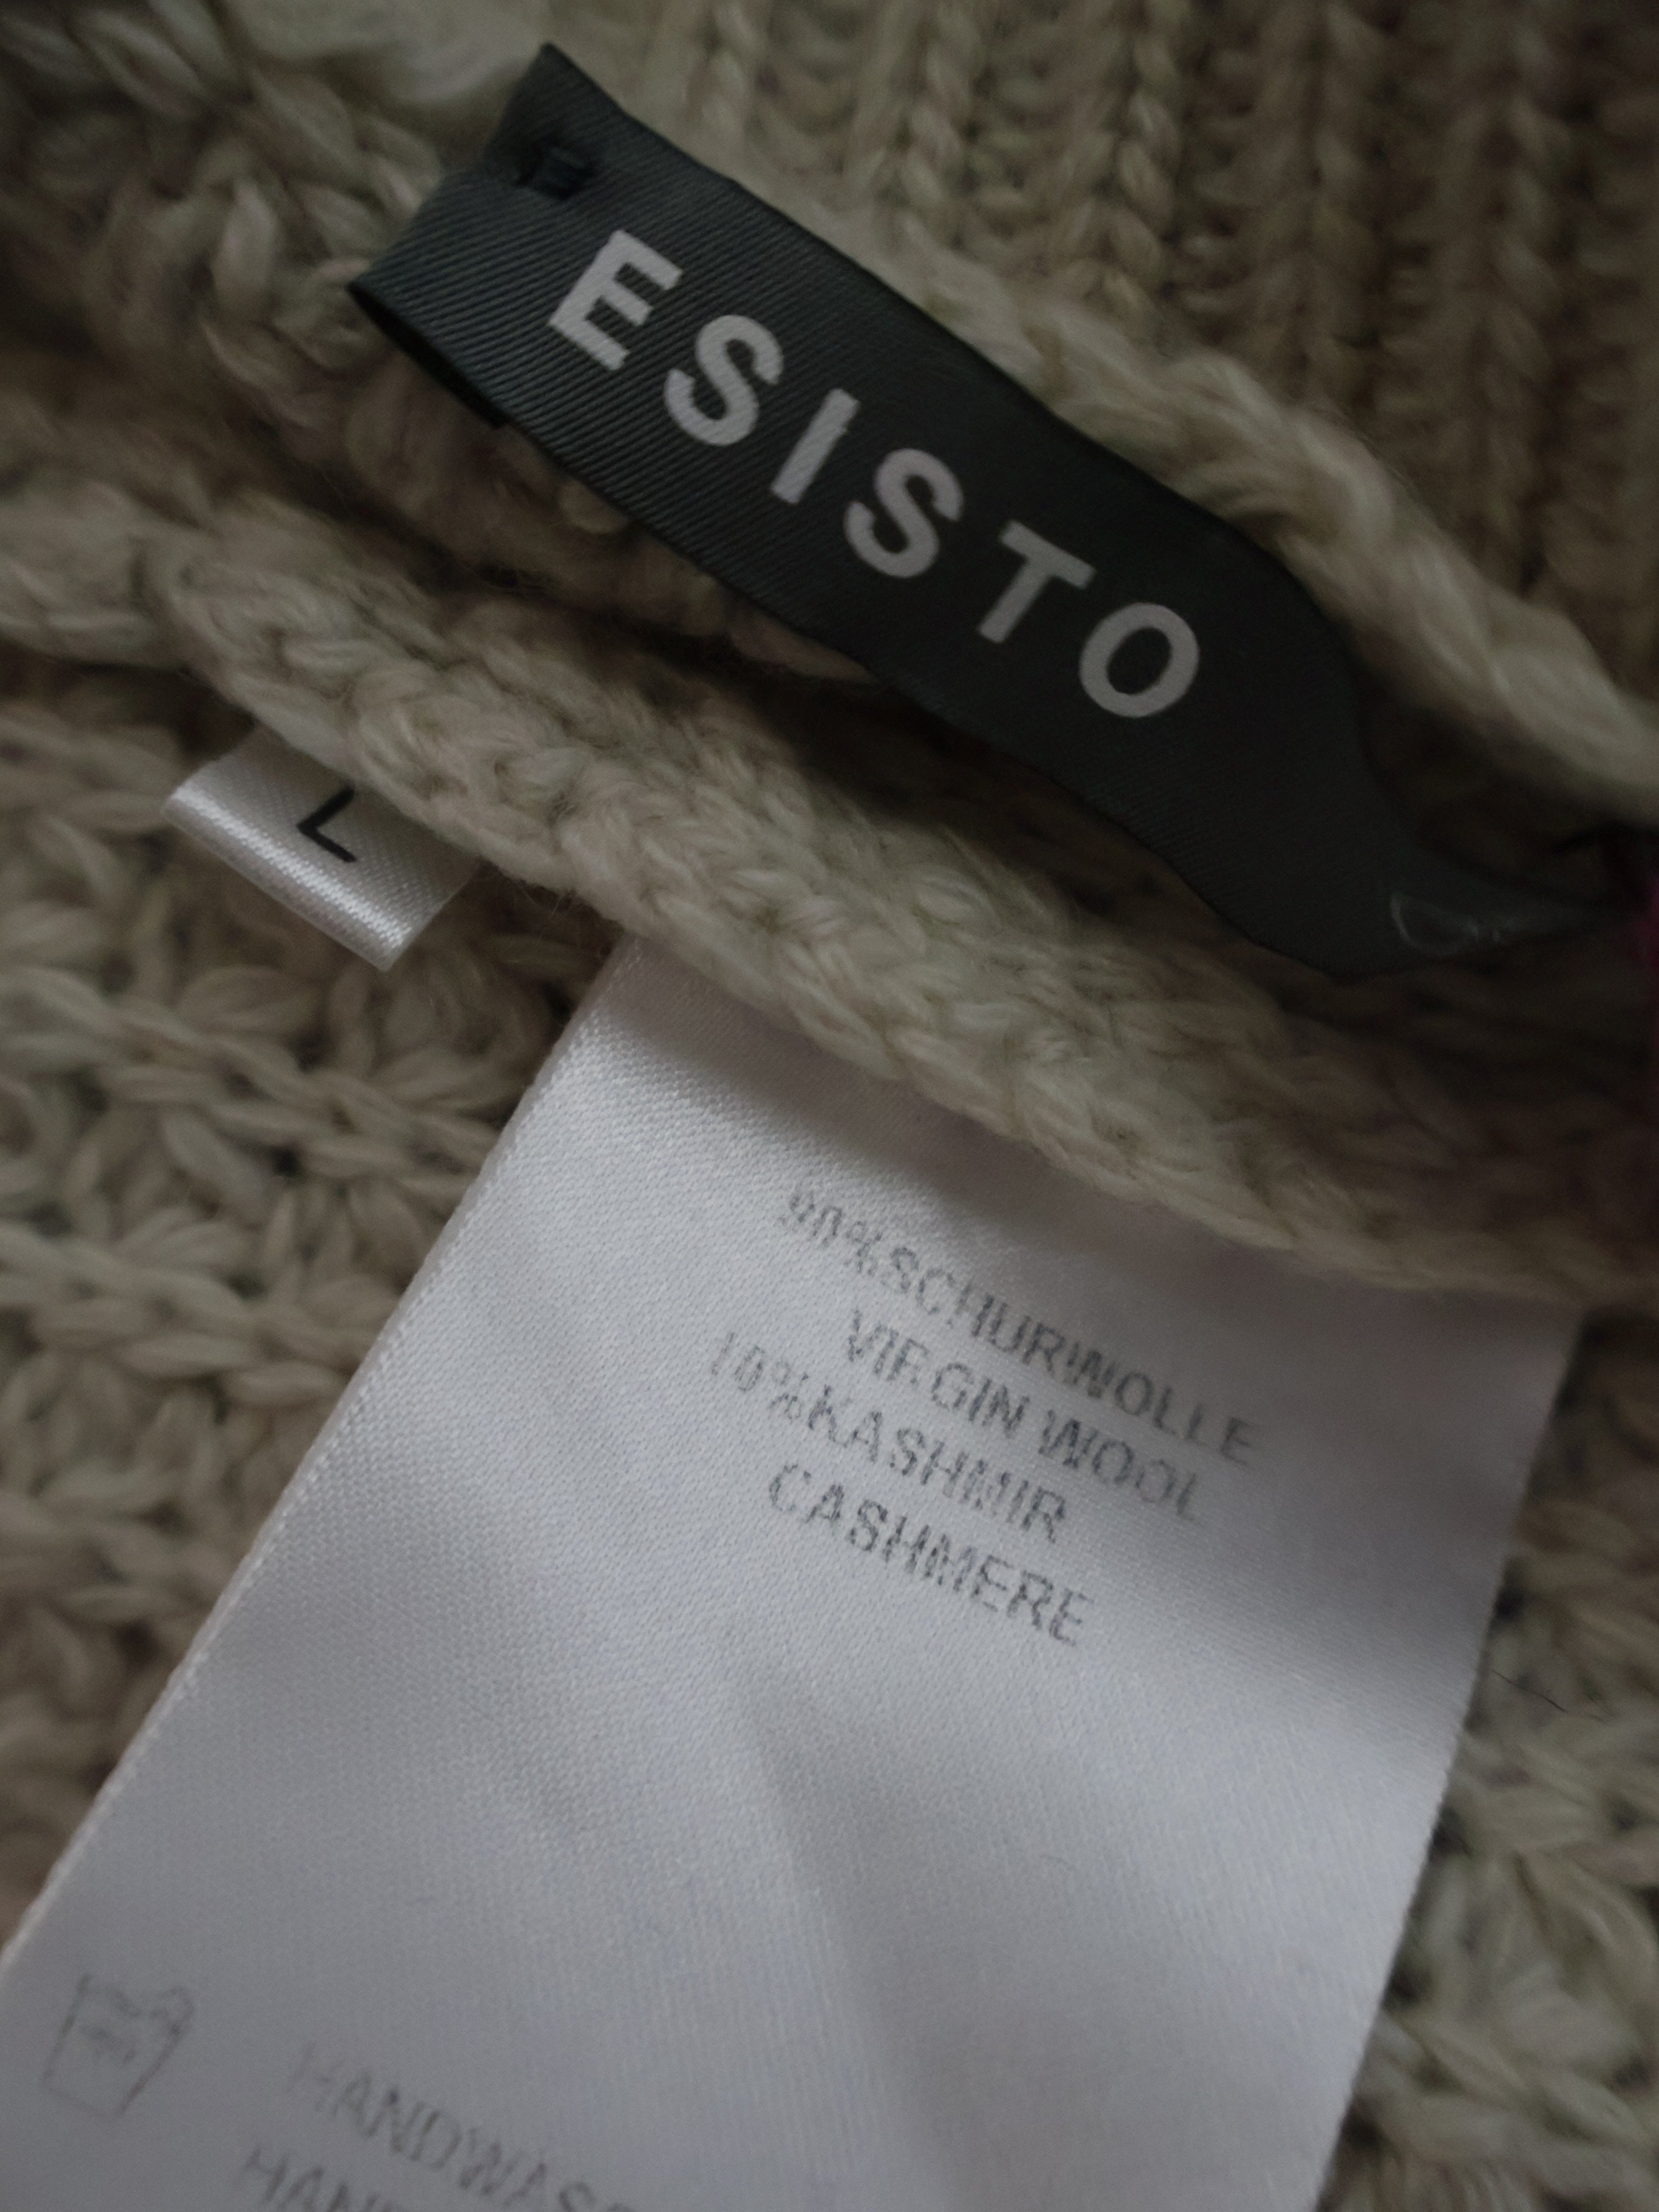 ESISTO
L
90%SCHURWOLLE
VIRGIN WOOL
10%KASHMIR
CASHMERE